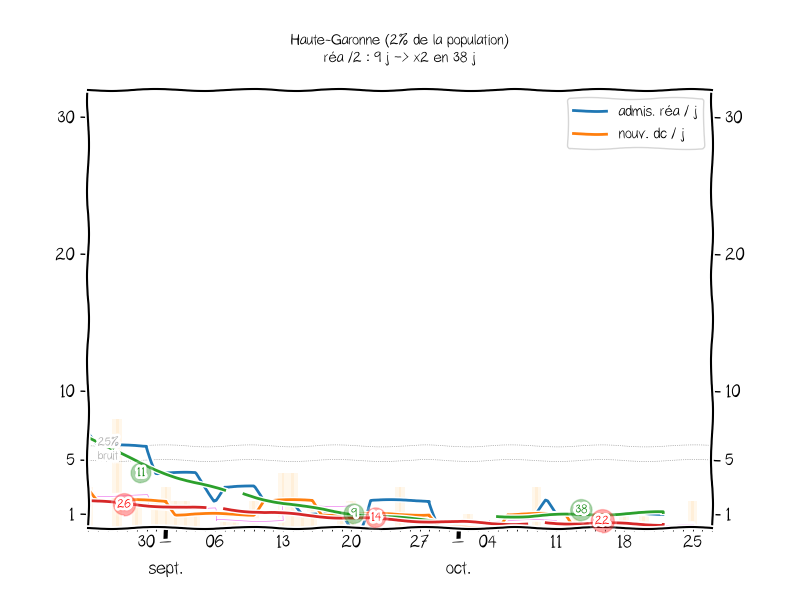 Haute-Garonne (2% de la population)
réa /2 : 9 j -> x2 en 38 j
admis. réa / j
nouv. dc / j
30 30
20 20
10 10
5 5
1 1
25%
bruit
11
26
9
14
38
22
30 06 13 20 27 04 11 18 25
sept. oct.